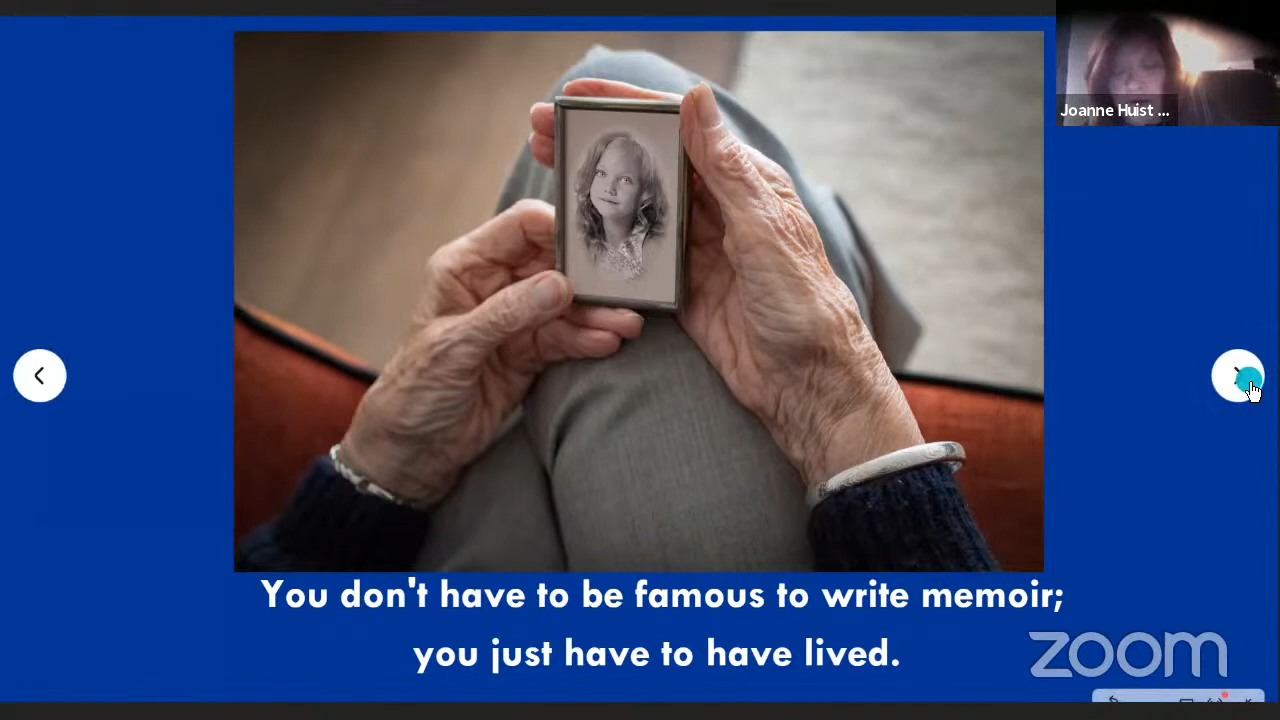 Joanne Huist ...
You don't have to be famous to write memoir;
you just have to have lived.
zoom